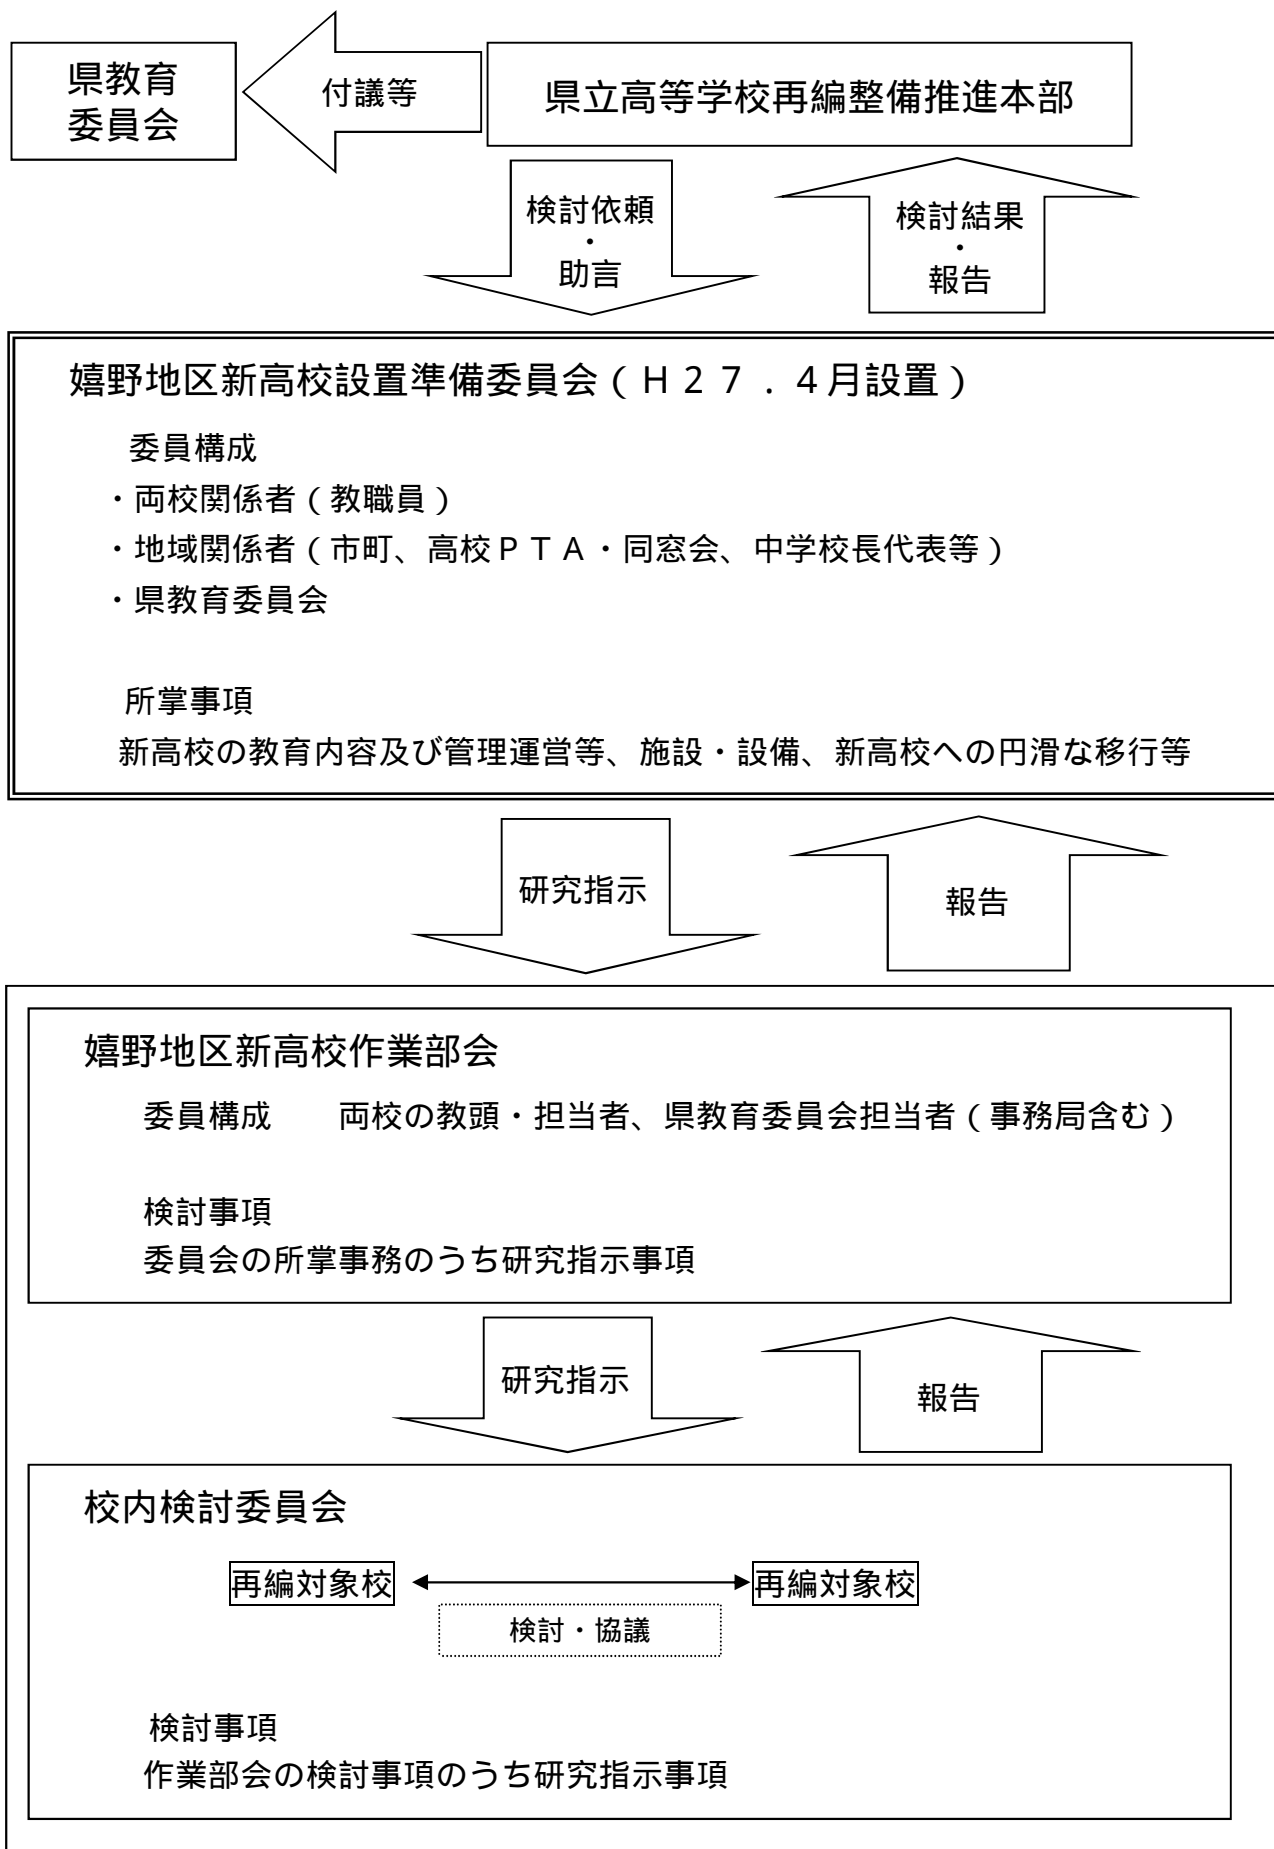 県教育
委員会
付議等
県立高等学校再編整備推進本部
検討依頼
・
助言
検討結果
・
報告
嬉野地区新高校設置準備委員会（Ｈ２７．４月設置）
委員構成
・両校関係者（教職員）
・地域関係者（市町、高校ＰＴＡ・同窓会、中学校長代表等）
・県教育委員会
所掌事項
新高校の教育内容及び管理運営等、施設・設備、新高校への円滑な移行等
研究指示
報告
嬉野地区新高校作業部会
委員構成　　両校の教頭・担当者、県教育委員会担当者（事務局含む）
検討事項
委員会の所掌事務のうち研究指示事項
研究指示
報告
校内検討委員会
再編対象校
再編対象校
検討・協議
検討事項
作業部会の検討事項のうち研究指示事項